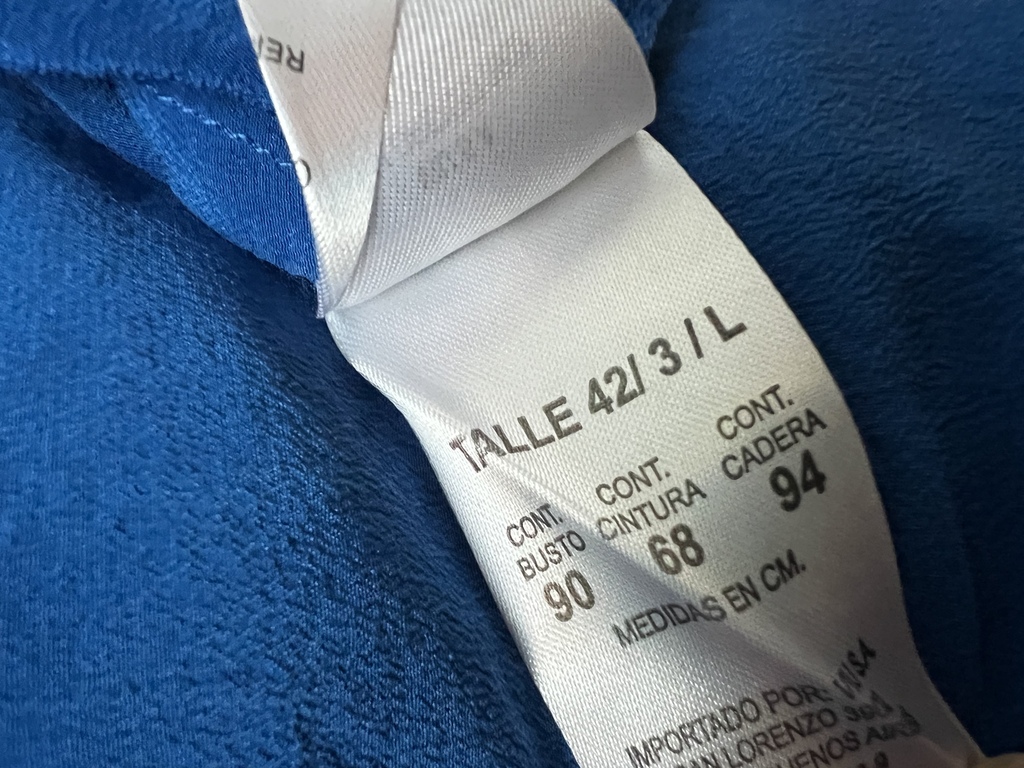 TALLE 42/ 3 / L
CONT. BUSTO CONT. CINTURA CONT. CADERA
90 68 94
MEDIDAS EN CM.
IMPORTADO POR:
LORENZO